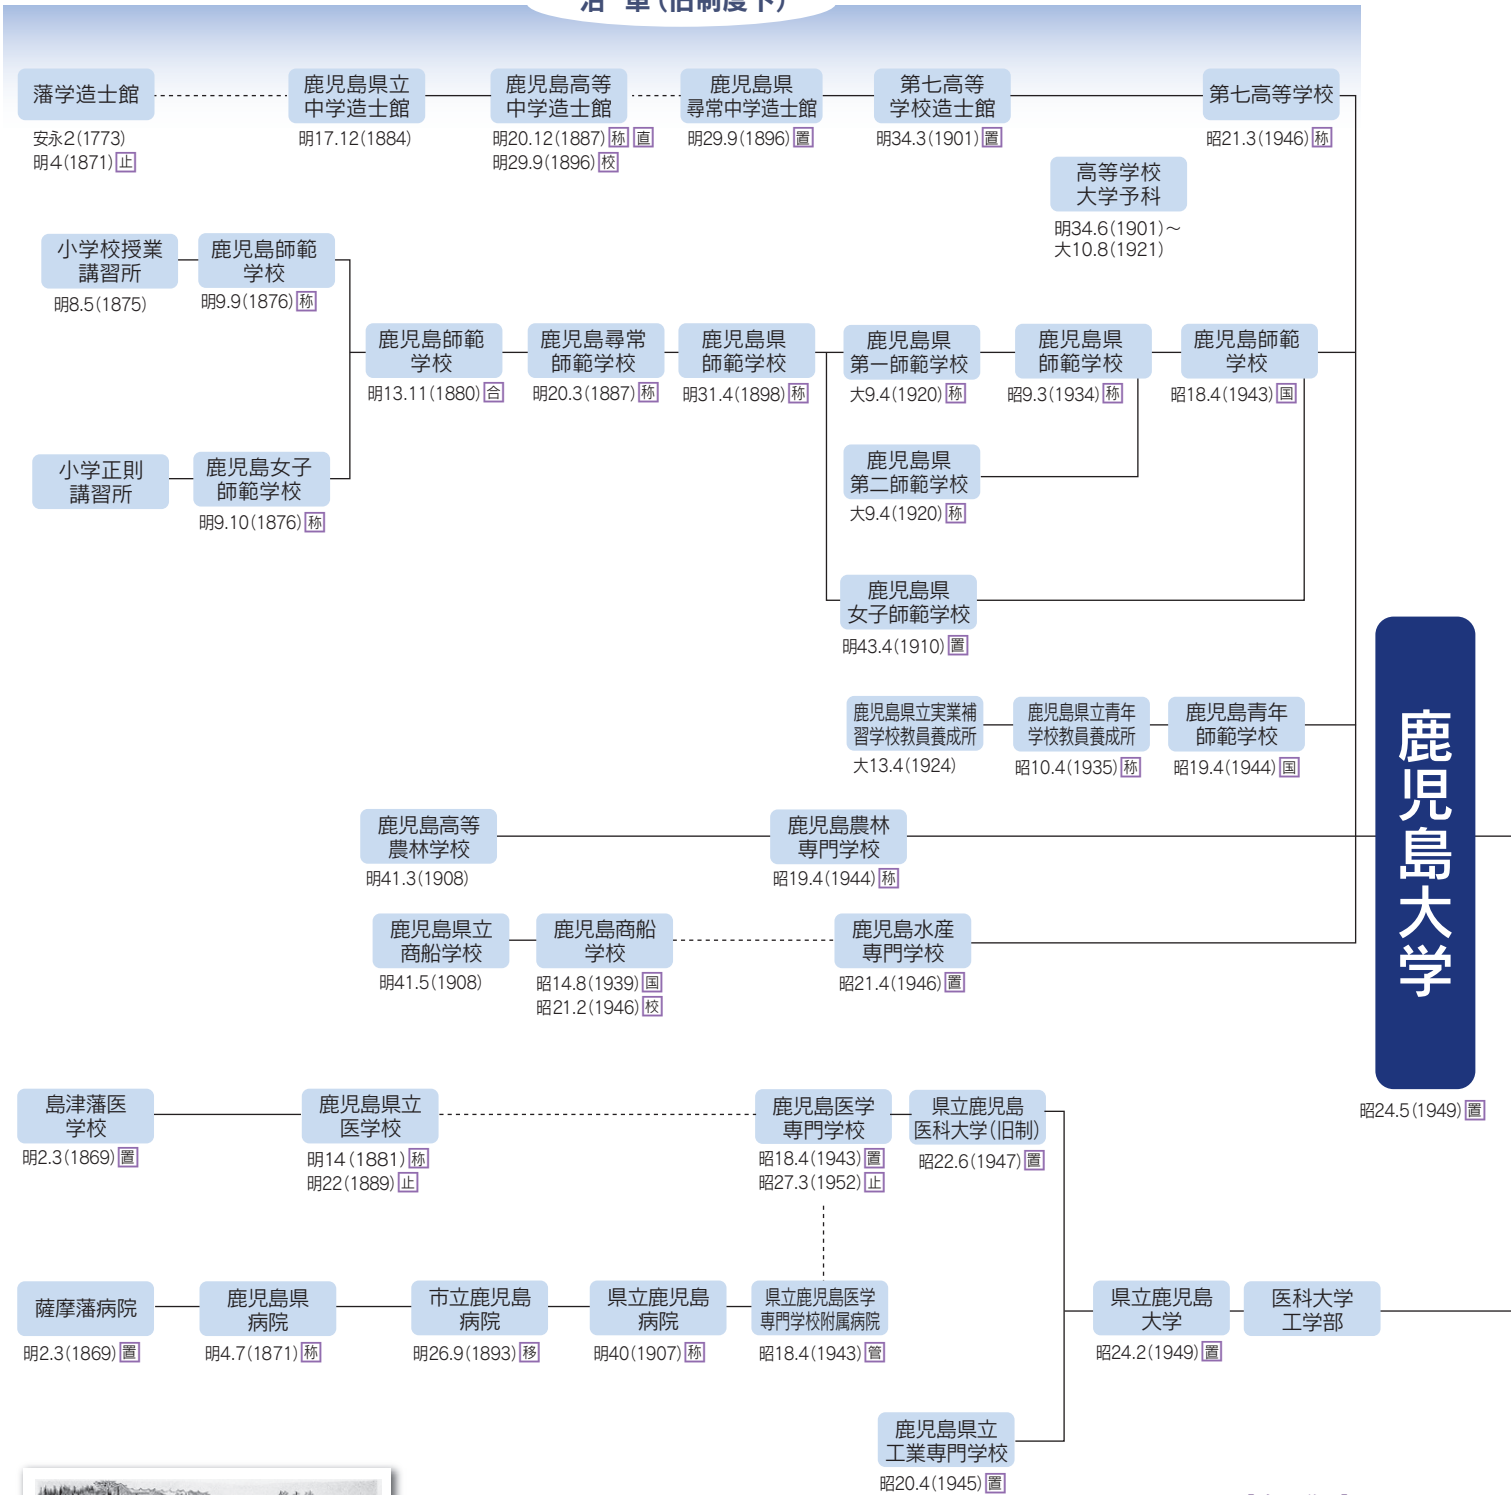 沿 革（旧制度下）
藩学造士館
安永2(1773)
明4(1871)止
鹿児島県立
中学造士館
明17.12(1884)
鹿児島高等
中学造士館
明20.12(1887)称 直
明29.9(1896)校
鹿児島県
尋常中学造士館
明29.9(1896)置
第七高等
学校造士館
明34.3(1901)置
第七高等学校
昭21.3(1946)称
高等学校
大学予科
明34.6(1901)～
大10.8(1921)
小学校授業
講習所
明8.5(1875)
鹿児島師範
学校
明9.9(1876)称
鹿児島師範
学校
明13.11(1880)合
鹿児島尋常
師範学校
明20.3(1887)称
鹿児島県
師範学校
明31.4(1898)称
鹿児島県
第一師範学校
大9.4(1920)称
鹿児島県
師範学校
昭9.3(1934)称
鹿児島師範
学校
昭18.4(1943)国
小学正則
講習所
鹿児島女子
師範学校
明9.10(1876)称
鹿児島県
第二師範学校
大9.4(1920)称
鹿児島県
女子師範学校
明43.4(1910)置
鹿児島県立実業補
習学校教員養成所
大13.4(1924)
鹿児島県立青年
学校教員養成所
昭10.4(1935)称
鹿児島青年
師範学校
昭19.4(1944)国
鹿児島高等
農林学校
明41.3(1908)
鹿児島農林
専門学校
昭19.4(1944)称
鹿児島県立
商船学校
明41.5(1908)
鹿児島商船
学校
昭14.8(1939)国
昭21.2(1946)校
鹿児島水産
専門学校
昭21.4(1946)置
鹿児島大学
昭24.5(1949)置
島津藩医
学校
明2.3(1869)置
鹿児島県立
医学校
明14(1881)称
明22(1889)止
鹿児島医学
専門学校
昭18.4(1943)置
昭27.3(1952)止
県立鹿児島
医科大学(旧制)
昭22.6(1947)置
薩摩藩病院
明2.3(1869)置
鹿児島県
病院
明4.7(1871)称
市立鹿児島
病院
明26.9(1893)移
県立鹿児島
病院
明40(1907)称
県立鹿児島医学
専門学校附属病院
昭18.4(1943)管
県立鹿児島
大学
昭24.2(1949)置
医科大学
工学部
鹿児島県立
工業専門学校
昭20.4(1945)置